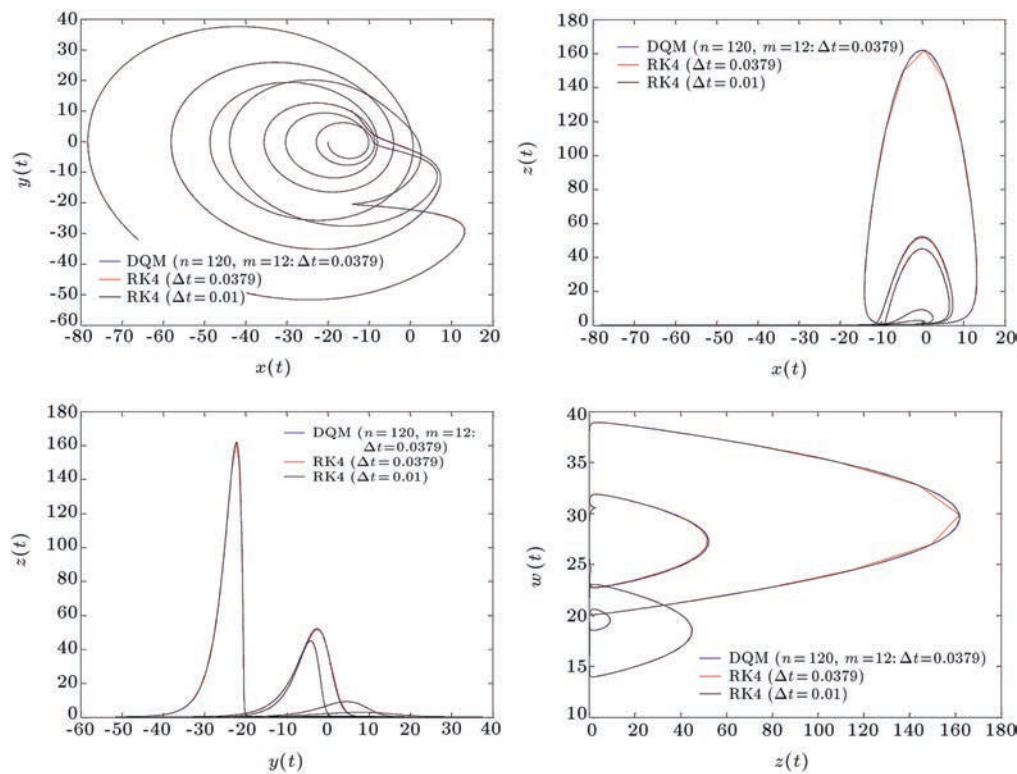 40
30
20
10
0
-10
-20
-30
-40
-50
-60
y(t)
DQM (n=120, m=12: Δt=0.0379)
RK4 (Δt=0.0379)
RK4 (Δt=0.01)
-80 -70 -60 -50 -40 -30 -20 -10 0 10 20
x(t)
180
160
140
120
100
80
60
40
20
0
z(t)
DQM (n=120, m=12: Δt=0.0379)
RK4 (Δt=0.0379)
RK4 (Δt=0.01)
-80 -70 -60 -50 -40 -30 -20 -10 0 10 20
x(t)
180
160
140
120
100
80
60
40
20
0
z(t)
DQM (n=120, m=12:
Δt=0.0379)
RK4 (Δt=0.0379)
RK4 (Δt=0.01)
-60 -50 -40 -30 -20 -10 0 10 20 30 40
y(t)
40
35
30
25
20
15
10
w(t)
DQM (n=120, m=12: Δt=0.0379)
RK4 (Δt=0.0379)
RK4 (Δt=0.01)
0 20 40 60 80 100 120 140 160 180
z(t)